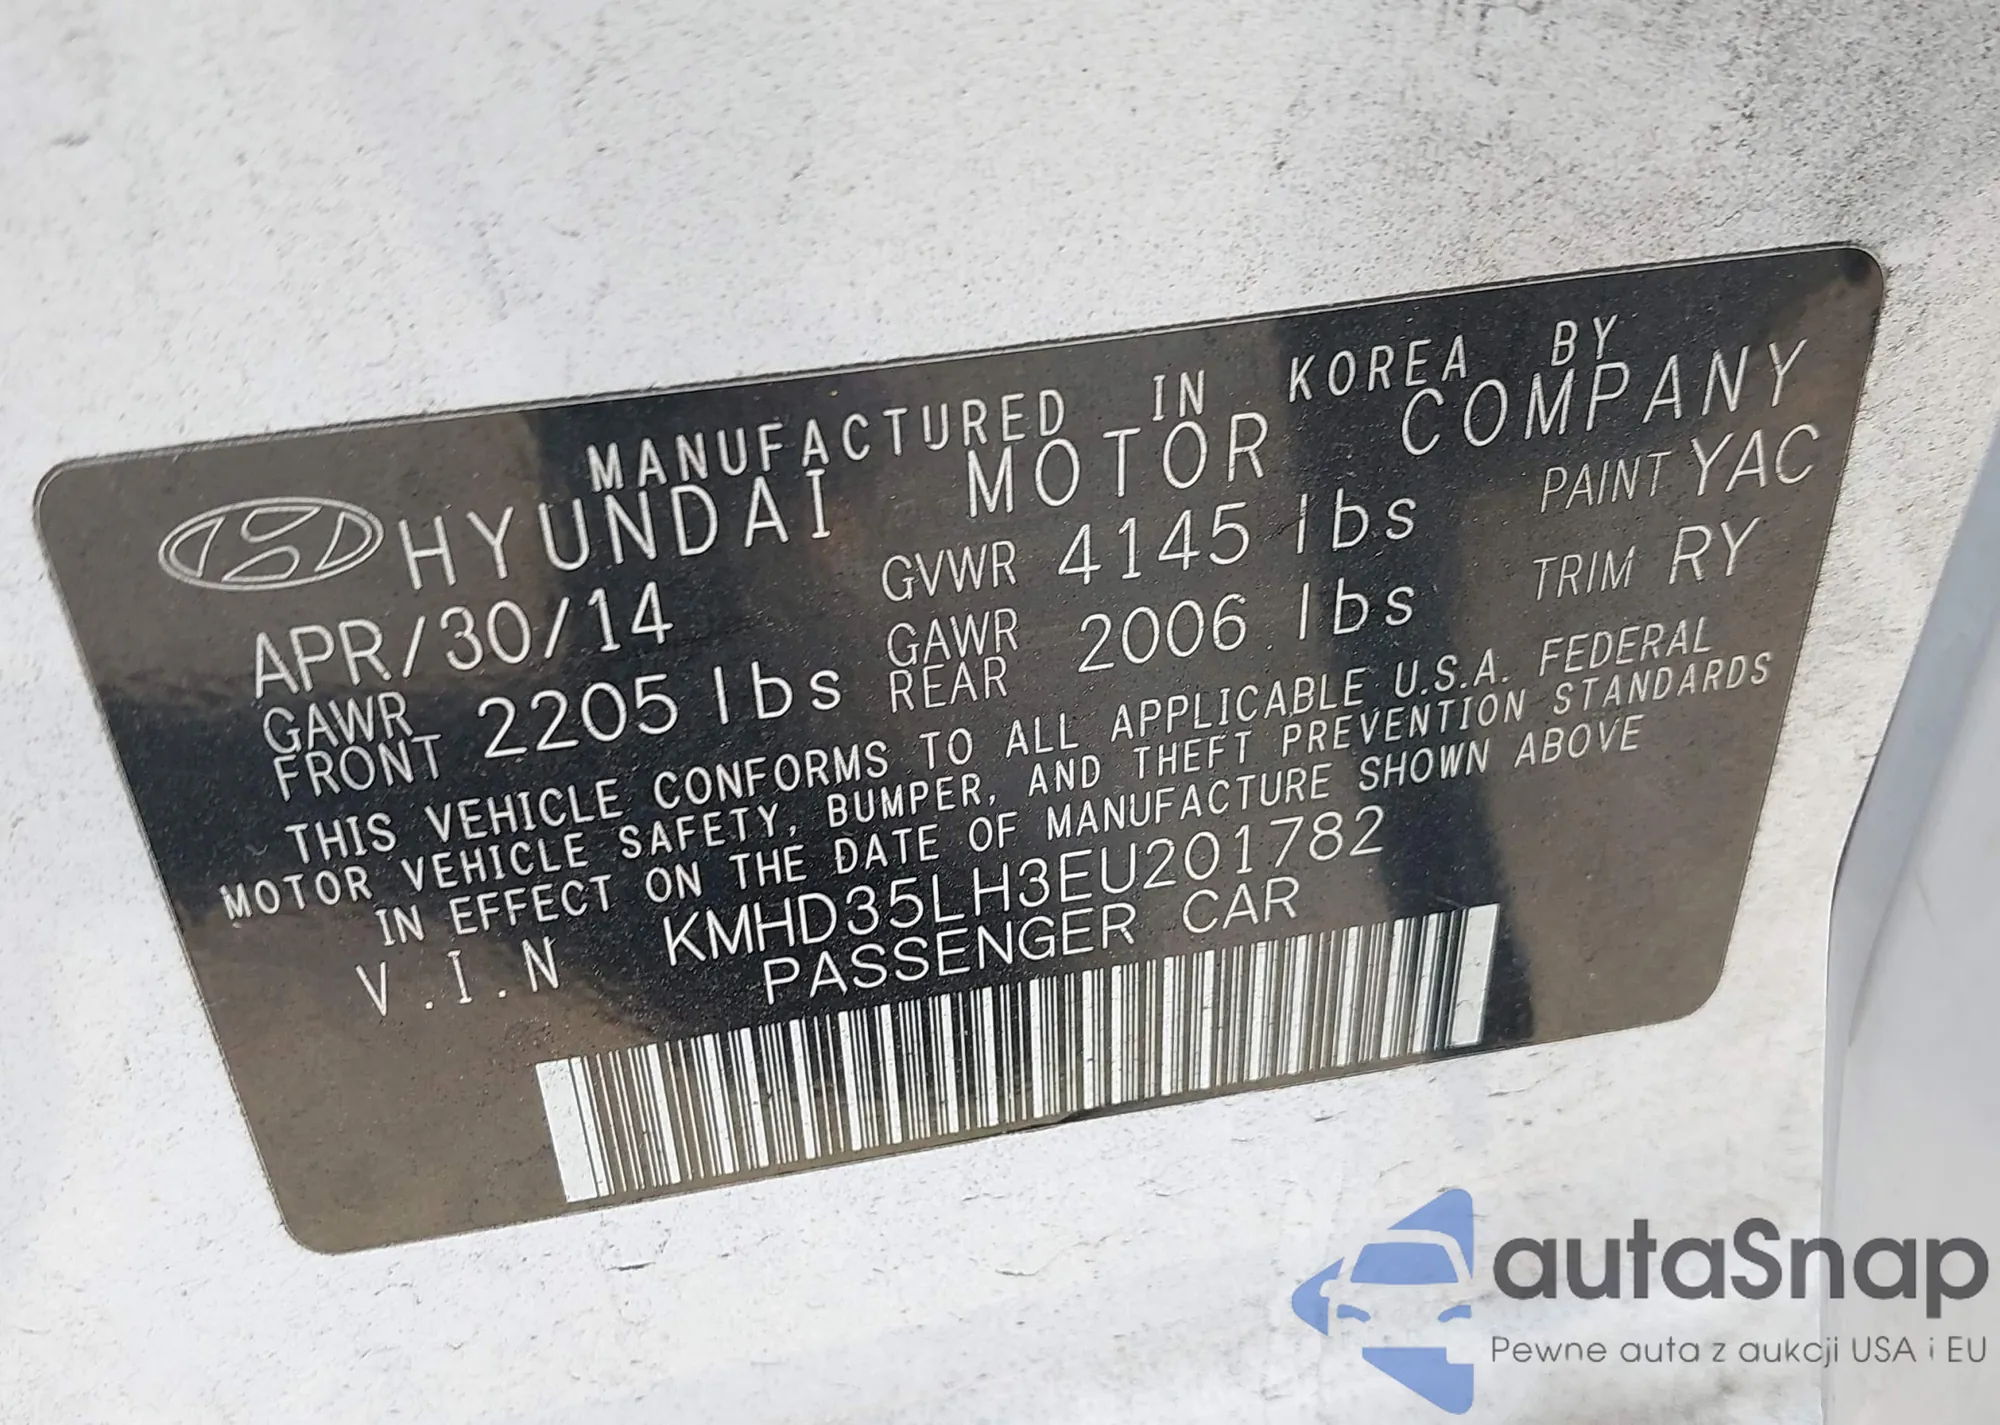 MANUFACTURED IN KOREA BY
HYUNDAI MOTOR COMPANY
APR/30/14 GVWR 4145 lbs PAINT YAC
GAWR FRONT 2205 lbs GAWR REAR 2006 lbs TRIM RY
THIS VEHICLE CONFORMS TO ALL APPLICABLE U.S.A. FEDERAL
MOTOR VEHICLE SAFETY, BUMPER, AND THEFT PREVENTION STANDARDS
IN EFFECT ON THE DATE OF MANUFACTURE SHOWN ABOVE
V.I.N KMHD35LH3EU201782
PASSENGER CAR
autaSnap
Pewne auta z aukcji USA i EU